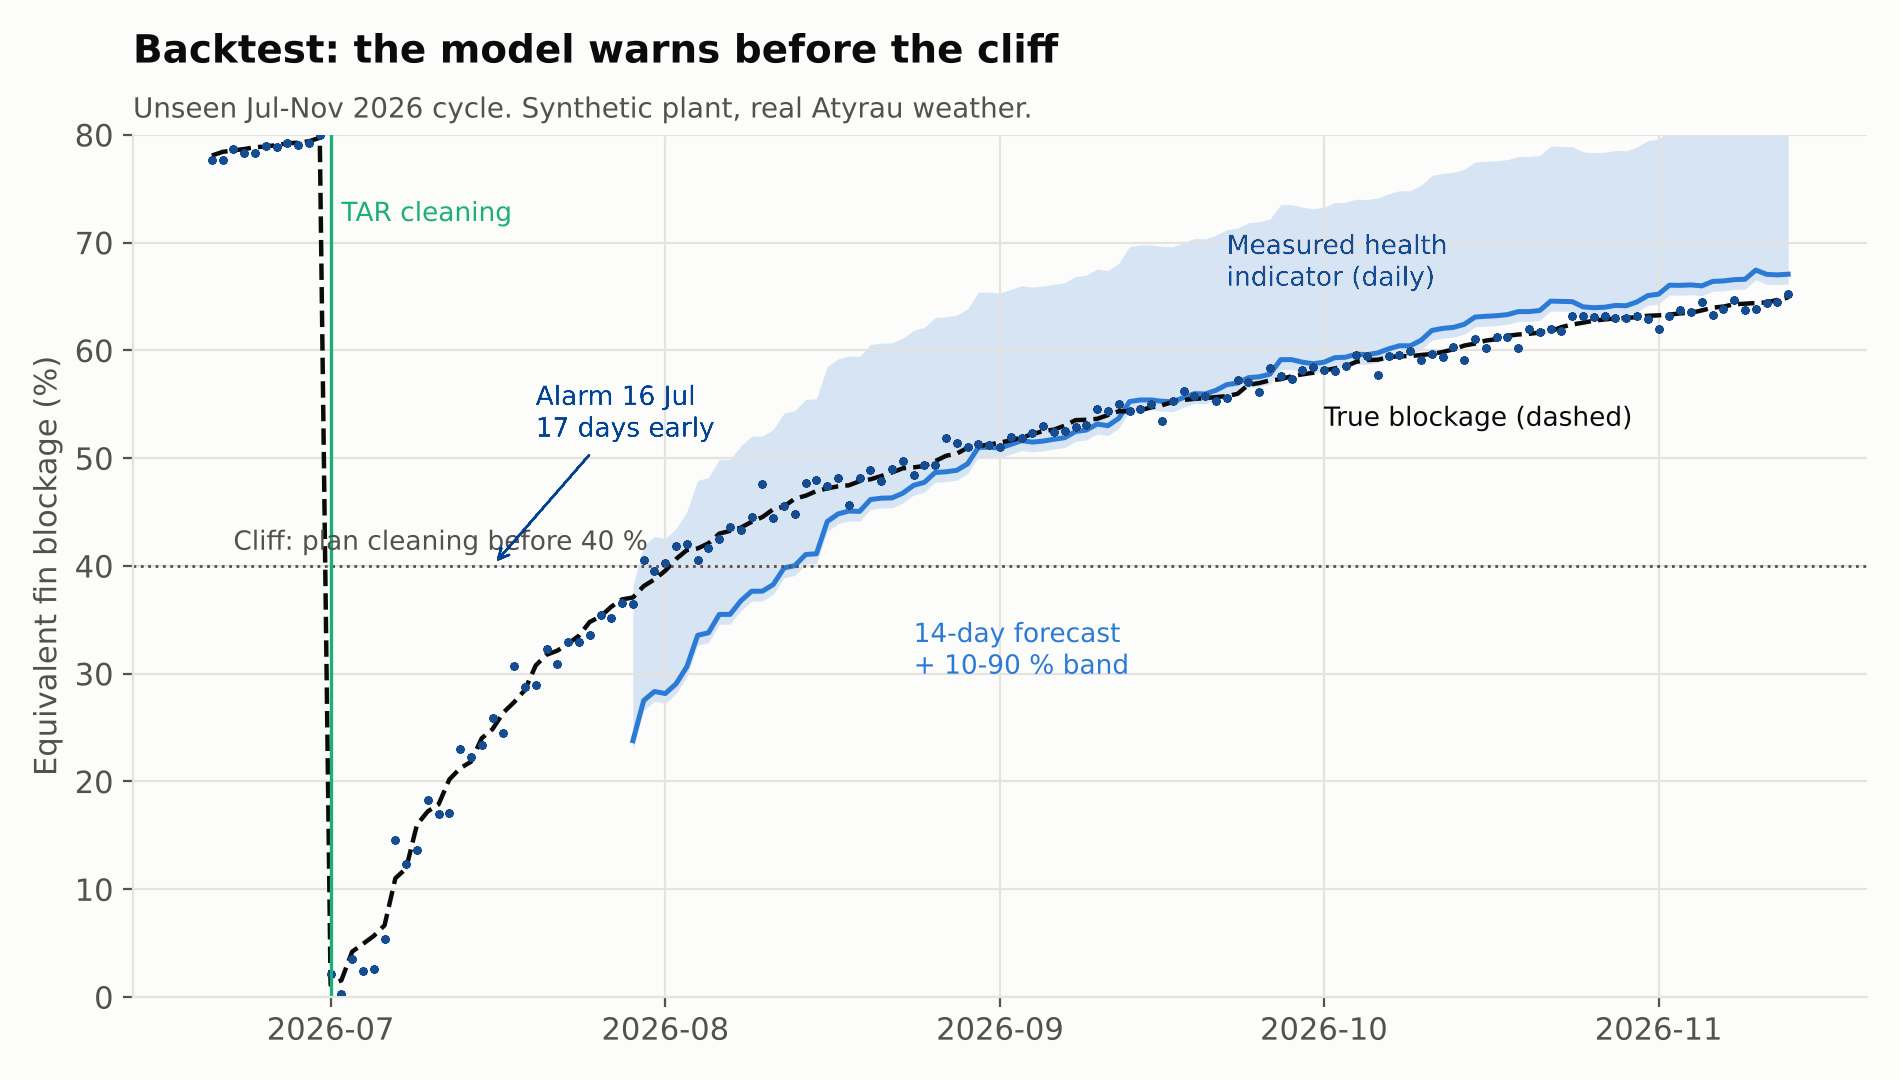 Backtest: the model warns before the cliff
Unseen Jul-Nov 2026 cycle. Synthetic plant, real Atyrau weather.
Equivalent fin blockage (%)
80
70
60
50
40
30
20
10
0
TAR cleaning
Measured health
indicator (daily)
Alarm 16 Jul
17 days early
True blockage (dashed)
Cliff: plan cleaning before 40 %
14-day forecast
+ 10-90 % band
2026-07
2026-08
2026-09
2026-10
2026-11